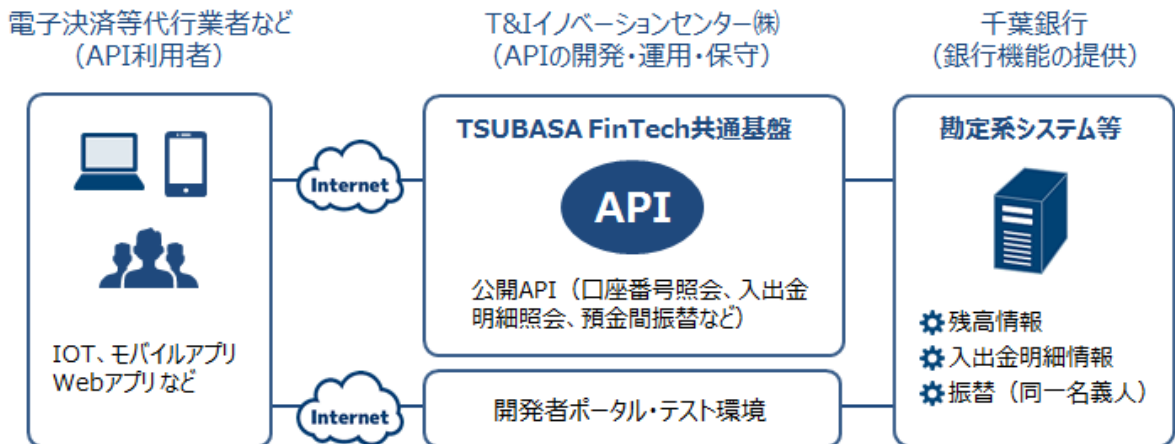 電子決済等代行業者など
（API利用者）
T&Iイノベーションセンター㈱
（APIの開発・運用・保守）
千葉銀行
（銀行機能の提供）
TSUBASA FinTech共通基盤
勘定系システム等
Internet
API
公開API（口座番号照会、入出金
明細照会、預金間振替など）
IOT、モバイルアプリ
Webアプリなど
残高情報
入出金明細情報
振替（同一名義人）
Internet
開発者ポータル・テスト環境